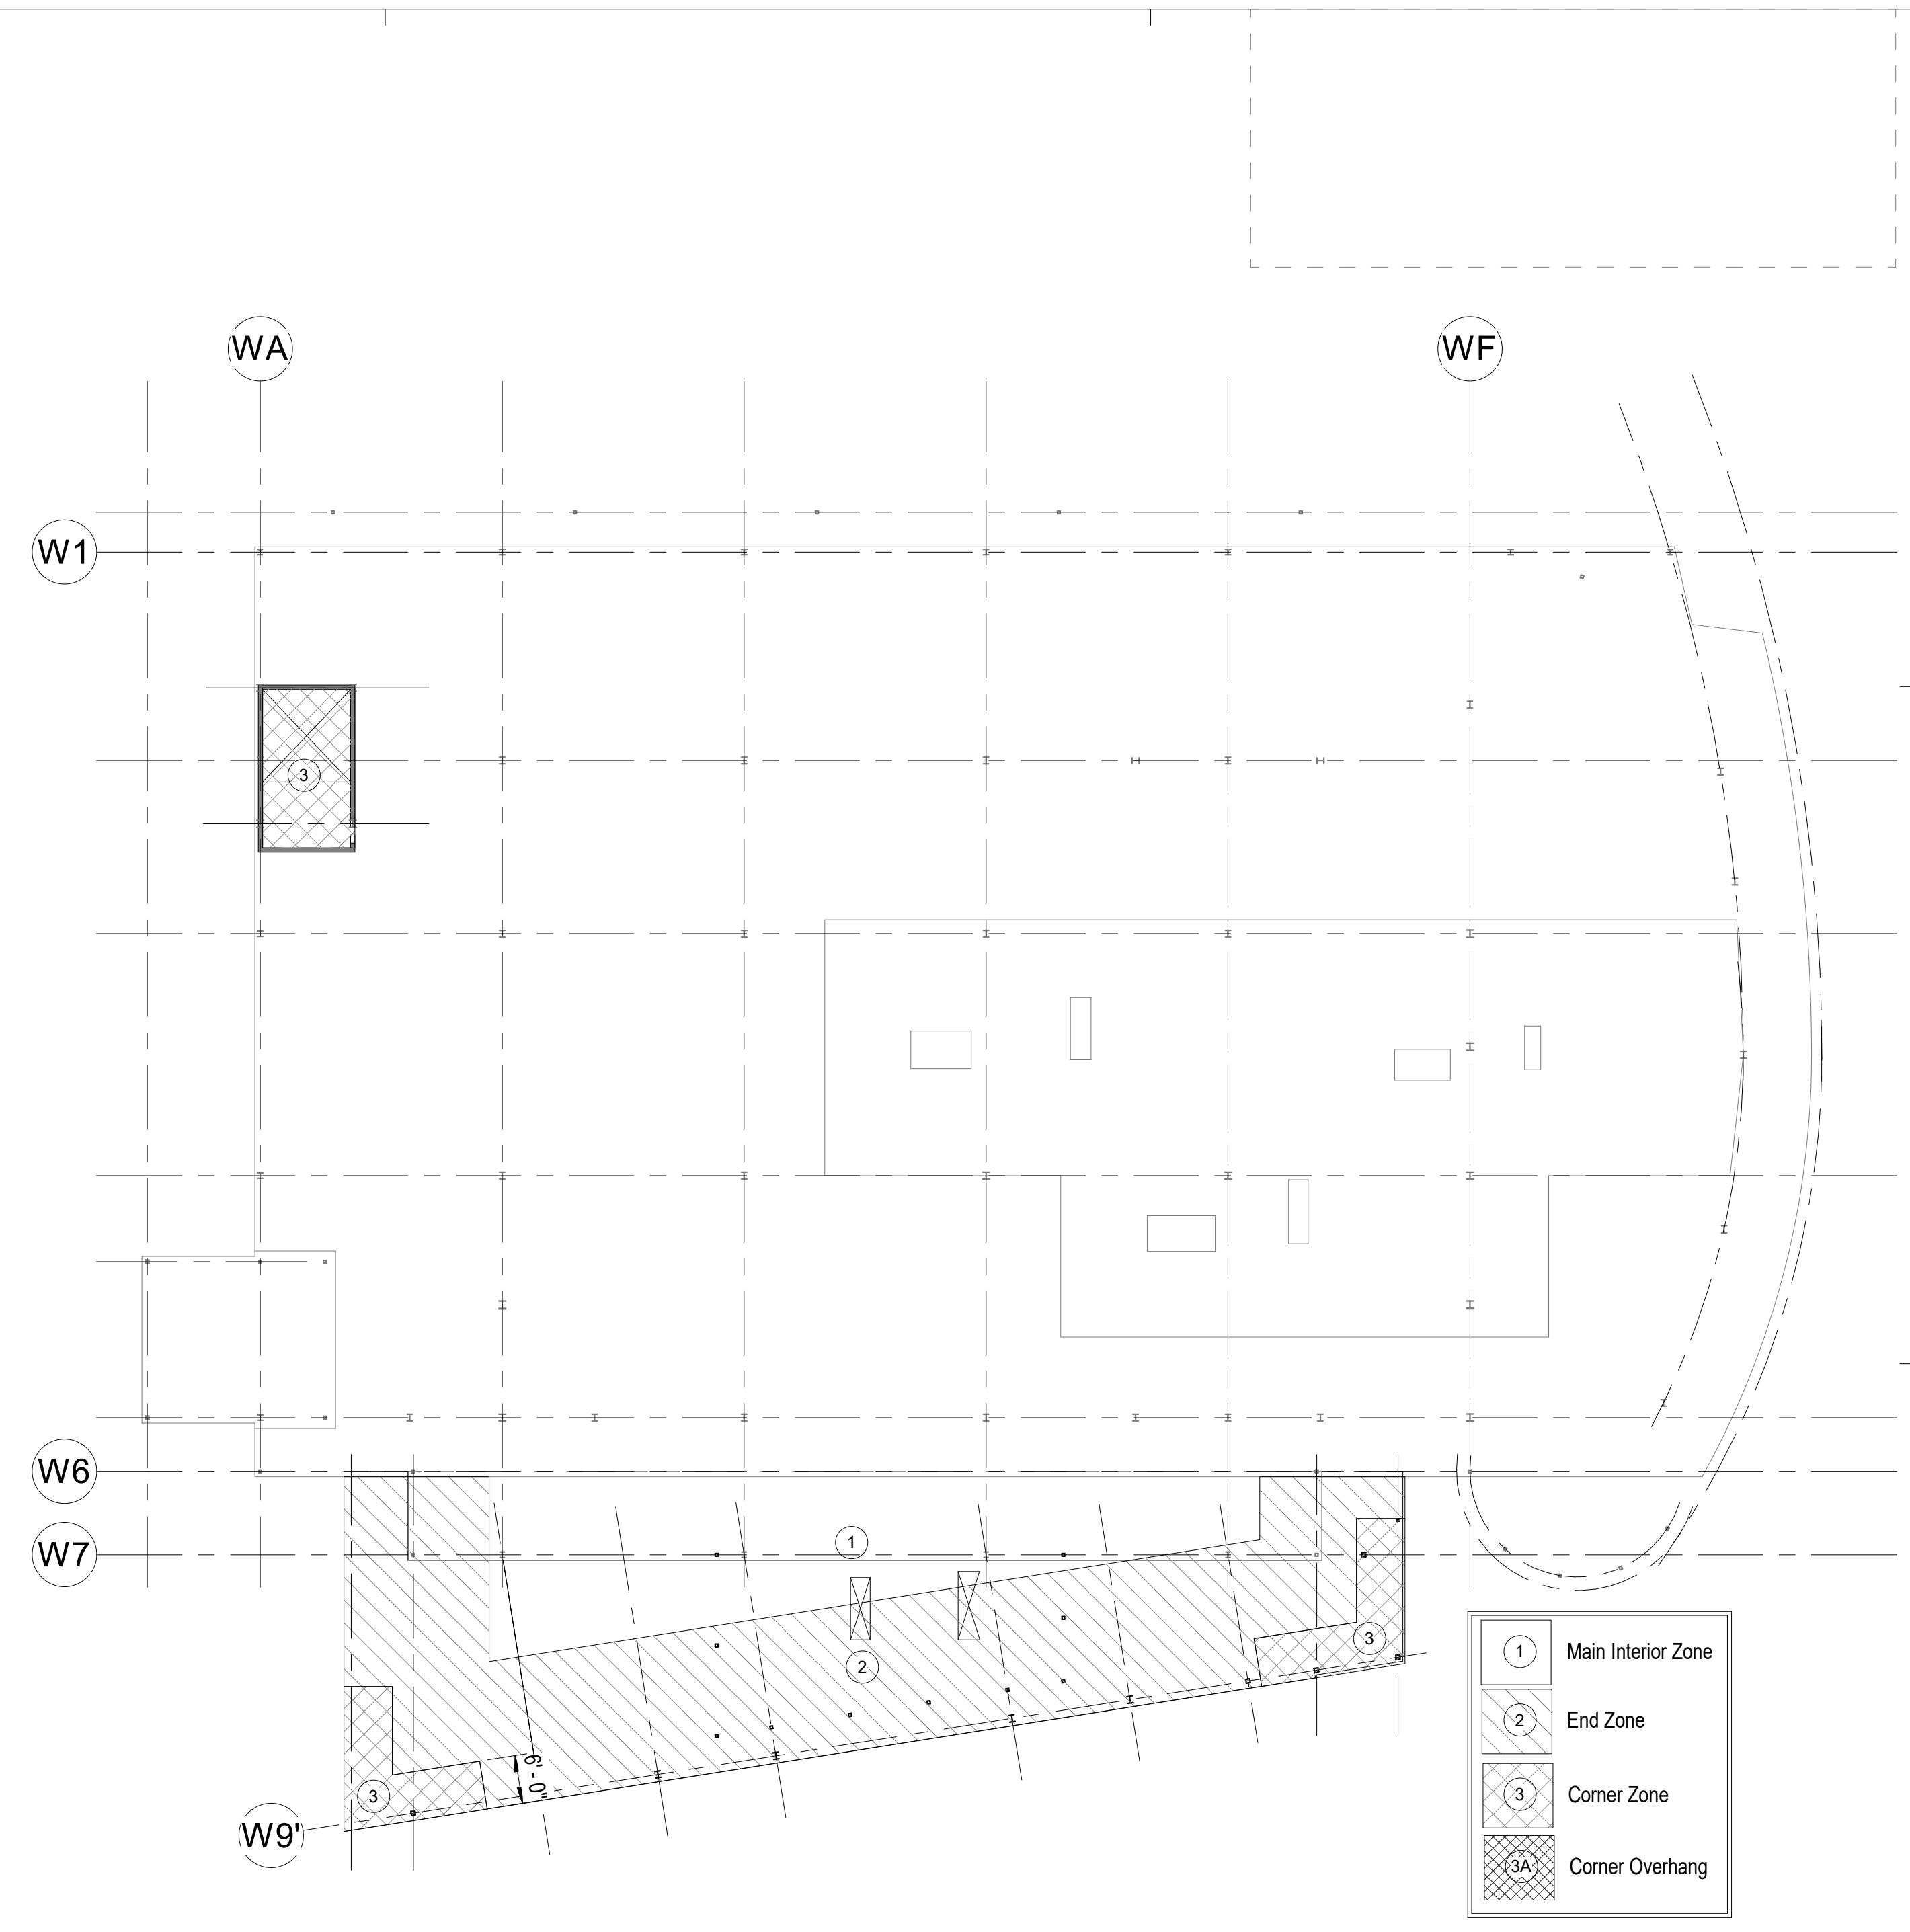 WA
WF
W1
3
W6
W7
1
2
3
3
6' - 0"
W9'
1 Main Interior Zone
2 End Zone
3 Corner Zone
3A Corner Overhang